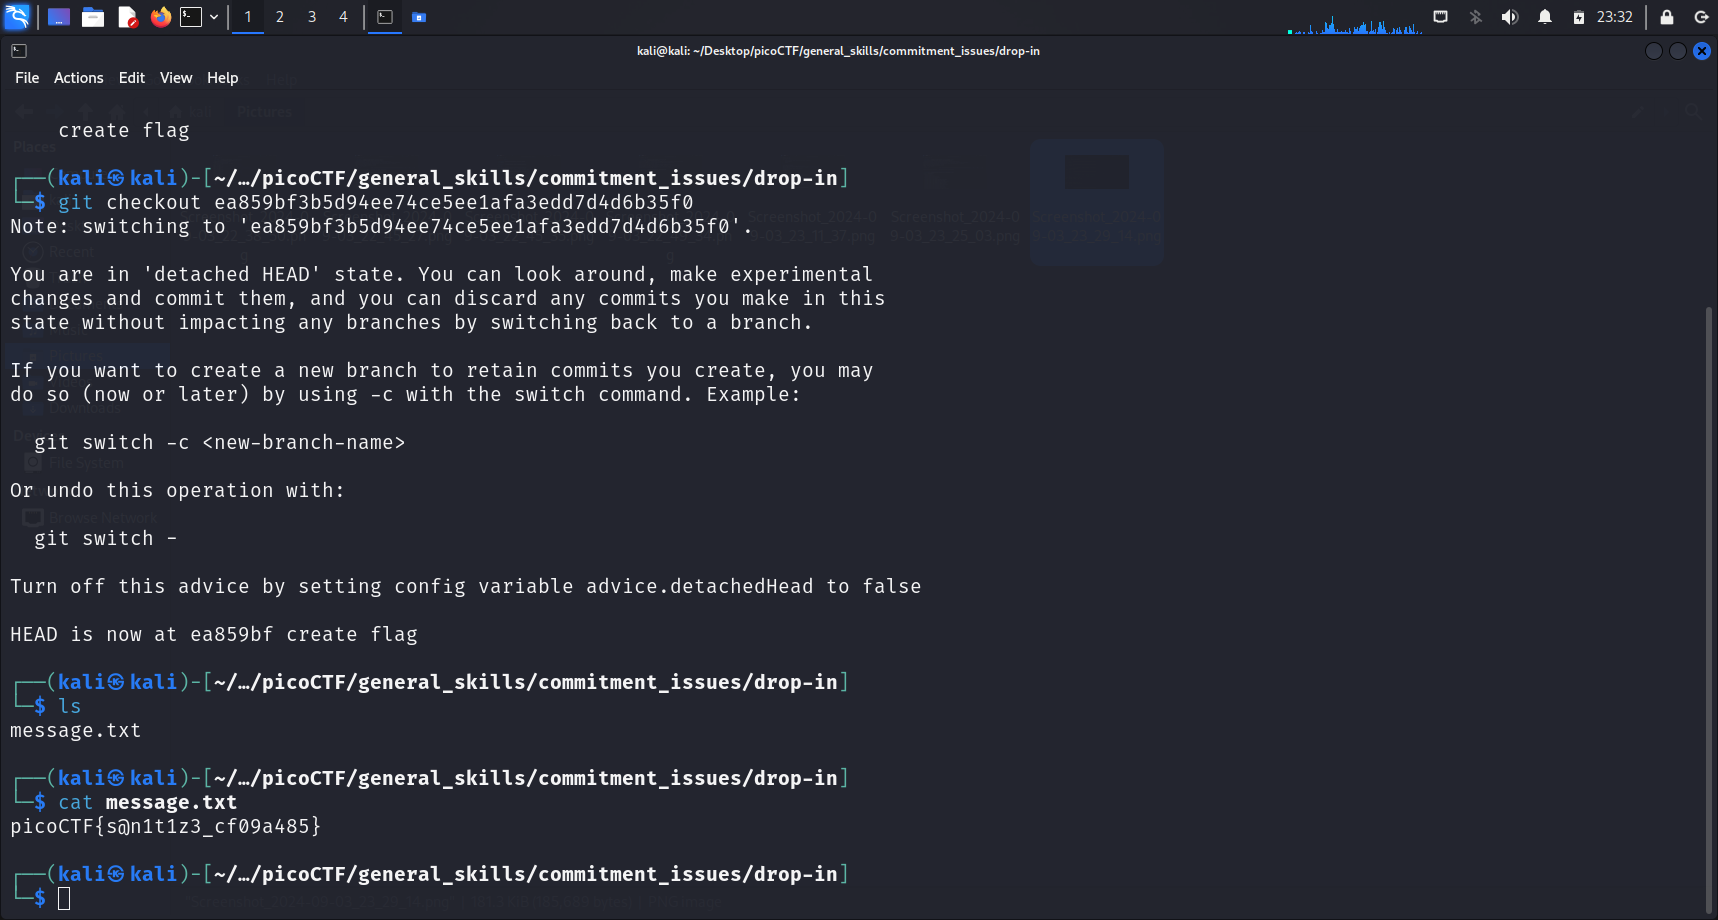 1 2 3 4 23:32
kali@kali: ~/Desktop/picoCTF/general_skills/commitment_issues/drop-in
File Actions Edit View Help
create flag
┌──(kali㉿kali)-[~/…/picoCTF/general_skills/commitment_issues/drop-in]
└─$ git checkout ea859bf3b5d94ee74ce5ee1afa3edd7d4d6b35f0
Note: switching to 'ea859bf3b5d94ee74ce5ee1afa3edd7d4d6b35f0'.
You are in 'detached HEAD' state. You can look around, make experimental
changes and commit them, and you can discard any commits you make in this
state without impacting any branches by switching back to a branch.
If you want to create a new branch to retain commits you create, you may
do so (now or later) by using -c with the switch command. Example:
git switch -c <new-branch-name>
Or undo this operation with:
git switch -
Turn off this advice by setting config variable advice.detachedHead to false
HEAD is now at ea859bf create flag
┌──(kali㉿kali)-[~/…/picoCTF/general_skills/commitment_issues/drop-in]
└─$ ls
message.txt
┌──(kali㉿kali)-[~/…/picoCTF/general_skills/commitment_issues/drop-in]
└─$ cat message.txt
picoCTF{s@n1t1z3_cf09a485}
┌──(kali㉿kali)-[~/…/picoCTF/general_skills/commitment_issues/drop-in]
└─$